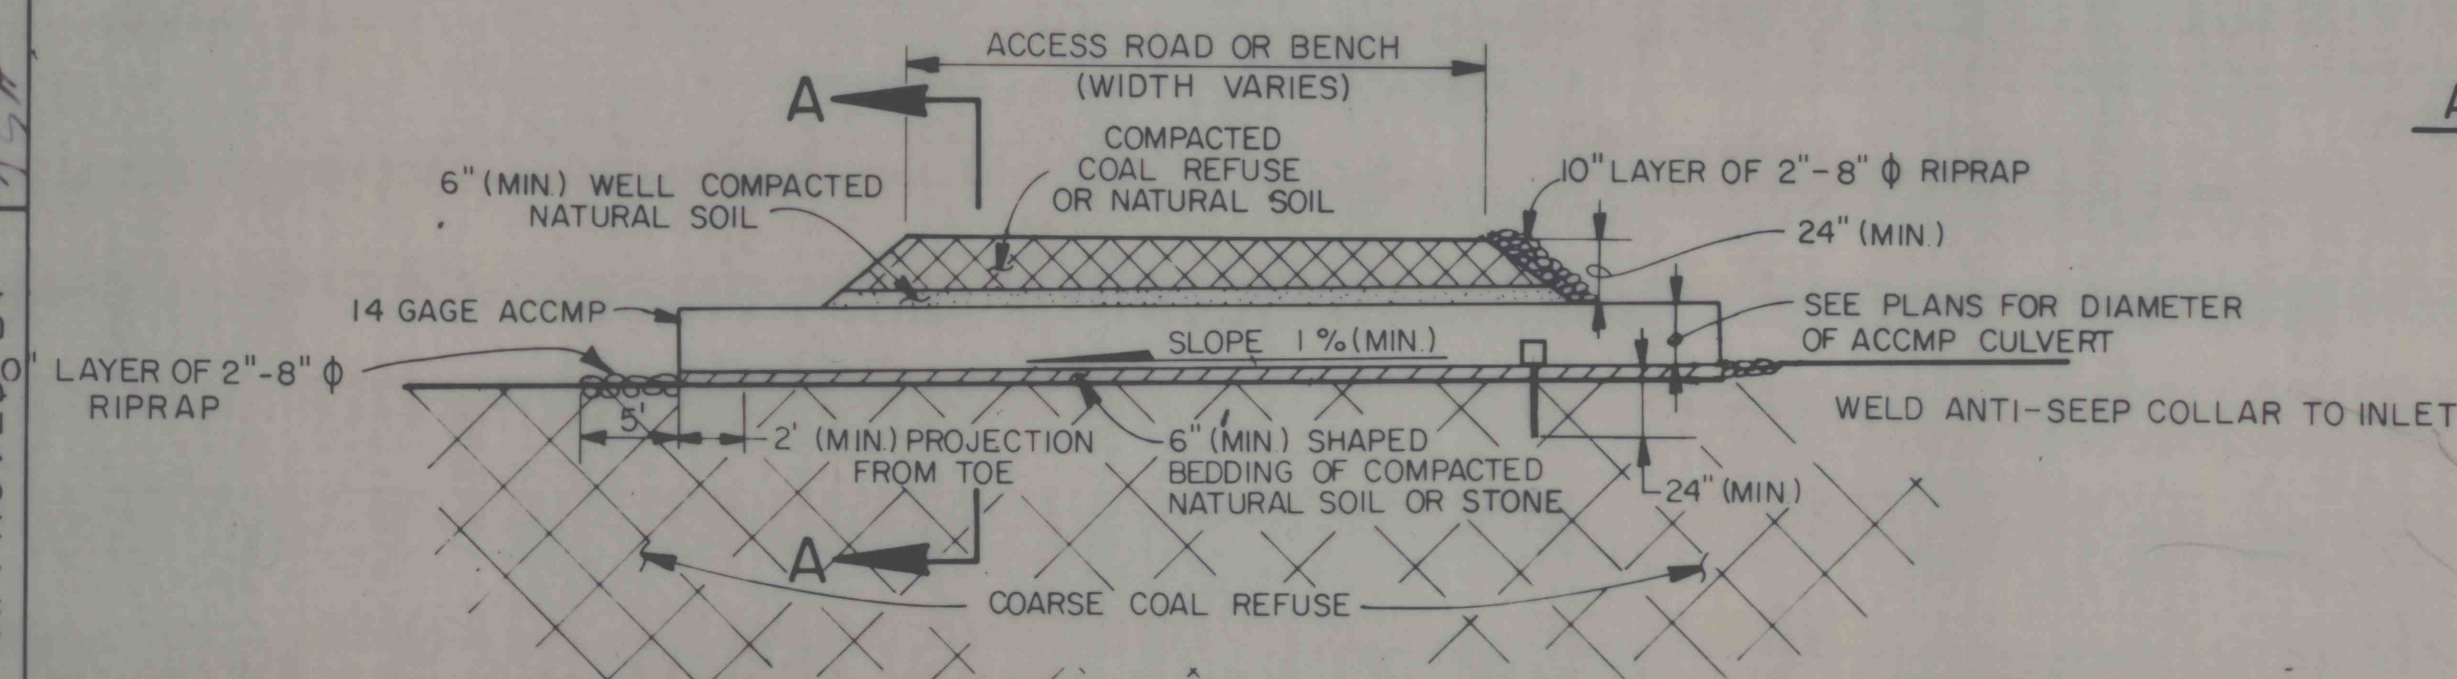 ACCESS ROAD OR BENCH
(WIDTH VARIES)
A
COMPACTED
COAL REFUSE
OR NATURAL SOIL
6" (MIN.) WELL COMPACTED
NATURAL SOIL
10" LAYER OF 2"-8" ϕ RIPRAP
24" (MIN.)
14 GAGE ACCMP
SEE PLANS FOR DIAMETER
OF ACCMP CULVERT
SLOPE 1% (MIN.)
0" LAYER OF 2"-8" ϕ
RIPRAP
WELD ANTI-SEEP COLLAR TO INLET
5'
2' (MIN.) PROJECTION
FROM TOE
6" (MIN.) SHAPED
BEDDING OF COMPACTED
NATURAL SOIL OR STONE
24" (MIN.)
A
COARSE COAL REFUSE